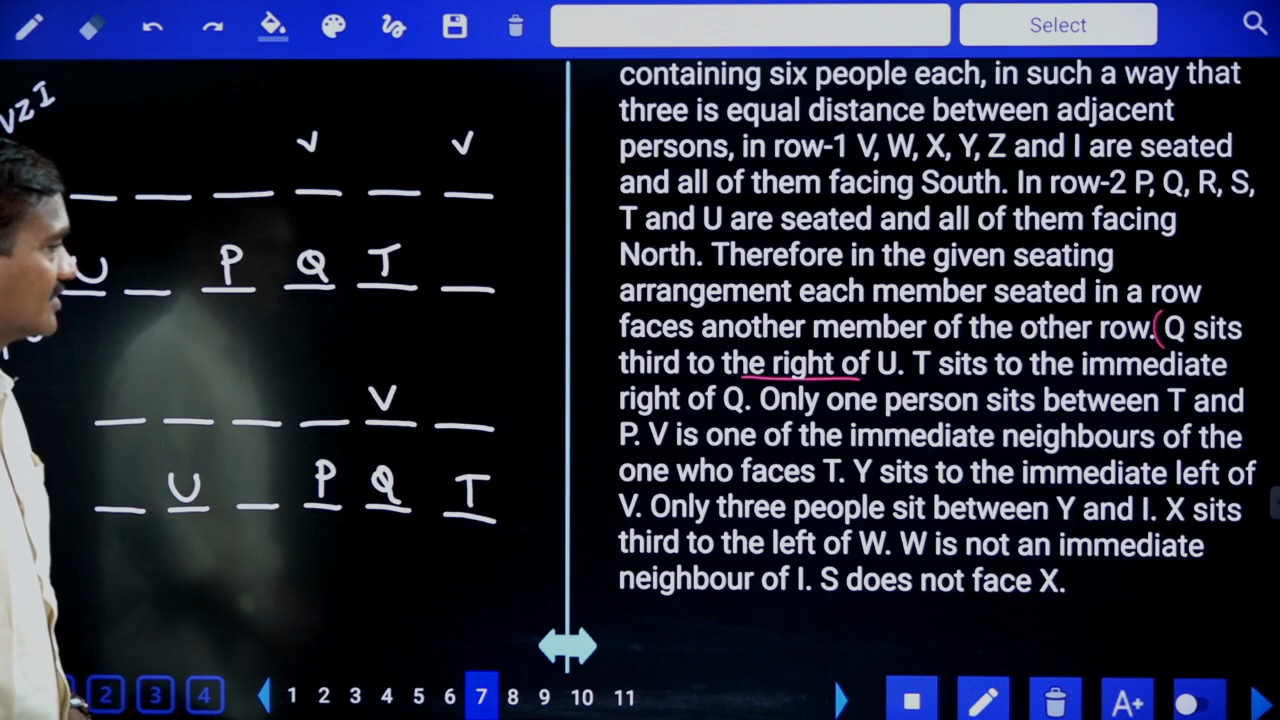 Select
VZI
V V
U P Q T
V
U P Q T
containing six people each, in such a way that
three is equal distance between adjacent
persons, in row-1 V, W, X, Y, Z and I are seated
and all of them facing South. In row-2 P, Q, R, S,
T and U are seated and all of them facing
North. Therefore in the given seating
arrangement each member seated in a row
faces another member of the other row. (Q sits
third to the right of U. T sits to the immediate
right of Q. Only one person sits between T and
P. V is one of the immediate neighbours of the
one who faces T. Y sits to the immediate left of
V. Only three people sit between Y and I. X sits
third to the left of W. W is not an immediate
neighbour of I. S does not face X.
2 3 4 1 2 3 4 5 6 7 8 9 10 11 A+